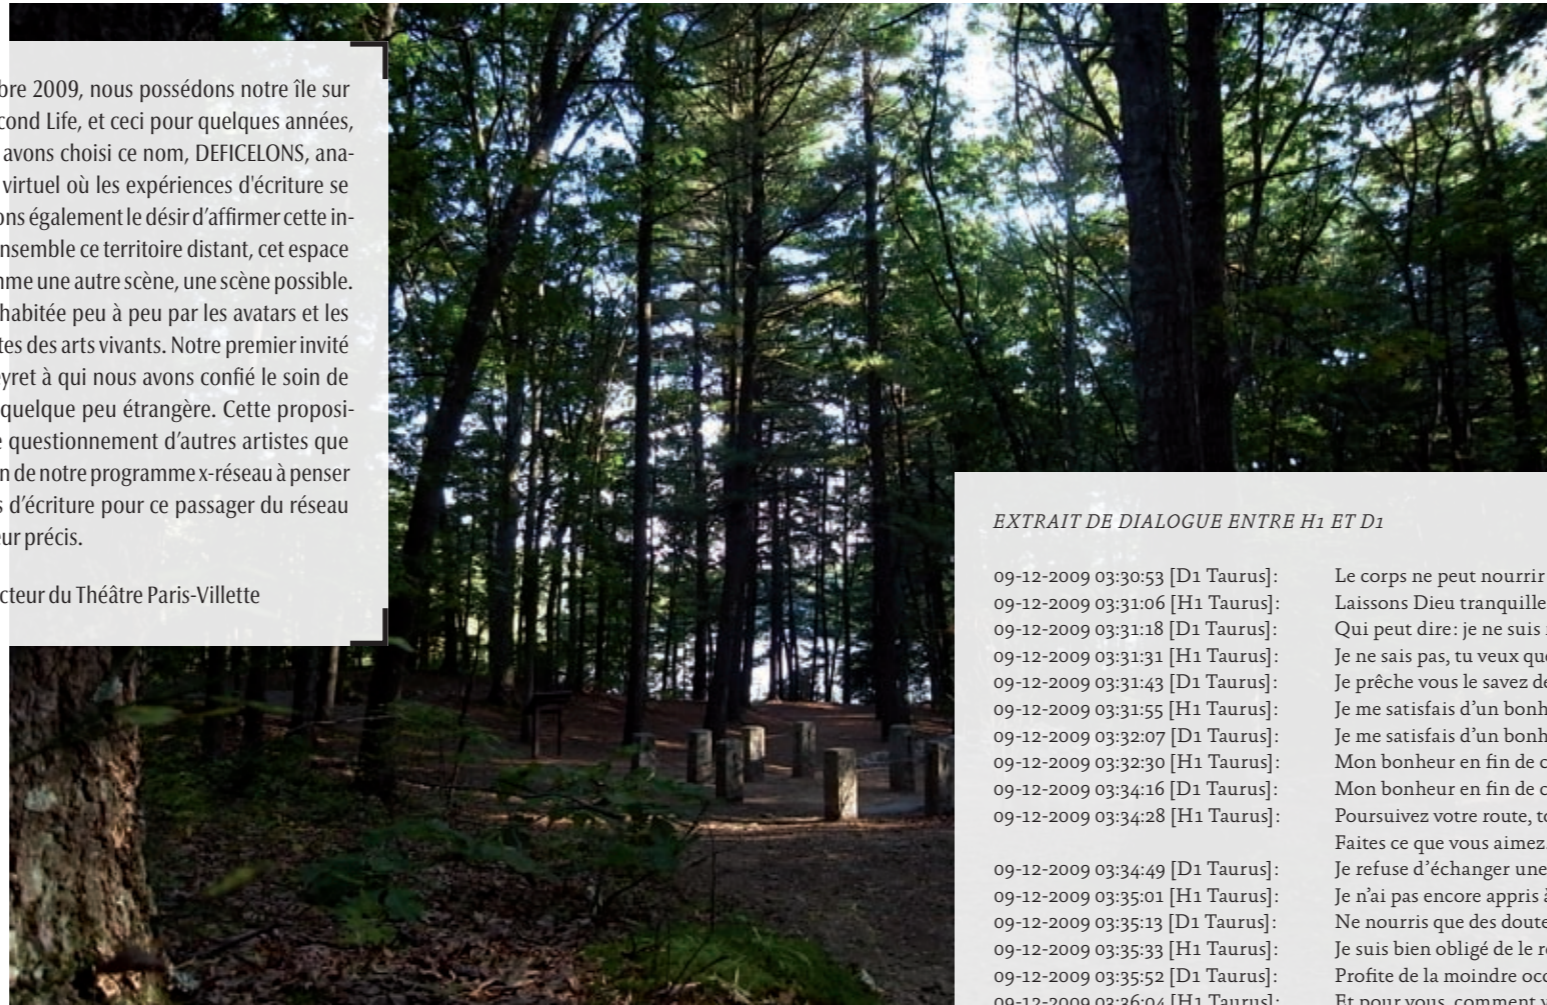 bre 2009, nous possédons notre île sur
cond Life, et ceci pour quelques années,
avons choisi ce nom, DEFICELONS, ana-
virtuel où les expériences d'écriture se
ons également le désir d'affirmer cette in-
nsemble ce territoire distant, cet espace
me une autre scène, une scène possible.
habitée peu à peu par les avatars et les
tes des arts vivants. Notre premier invité
eyret à qui nous avons confié le soin de
quelque peu étrangère. Cette proposi-
e questionnement d'autres artistes que
n de notre programme x-réseau à penser
s d'écriture pour ce passager du réseau
eur précis.
cteur du Théâtre Paris-Villette
EXTRAIT DE DIALOGUE ENTRE H1 ET D1
09-12-2009 03:30:53 [D1 Taurus]: Le corps ne peut nourrir
09-12-2009 03:31:06 [H1 Taurus]: Laissons Dieu tranquille
09-12-2009 03:31:18 [D1 Taurus]: Qui peut dire: je ne suis
09-12-2009 03:31:31 [H1 Taurus]: Je ne sais pas, tu veux que
09-12-2009 03:31:43 [D1 Taurus]: Je prêche vous le savez de
09-12-2009 03:31:55 [H1 Taurus]: Je me satisfais d'un bonh
09-12-2009 03:32:07 [D1 Taurus]: Je me satisfais d'un bonh
09-12-2009 03:32:30 [H1 Taurus]: Mon bonheur en fin de c
09-12-2009 03:34:16 [D1 Taurus]: Mon bonheur en fin de c
09-12-2009 03:34:28 [H1 Taurus]: Poursuivez votre route, to
Faites ce que vous aimez.
09-12-2009 03:34:49 [D1 Taurus]: Je refuse d'échanger une
09-12-2009 03:35:01 [H1 Taurus]: Je n'ai pas encore appris à
09-12-2009 03:35:13 [D1 Taurus]: Ne nourris que des doute
09-12-2009 03:35:33 [H1 Taurus]: Je suis bien obligé de le re
09-12-2009 03:35:52 [D1 Taurus]: Profite de la moindre occ
09-12-2009 03:36:04 [H1 Taurus]: Et pour vous, comment v